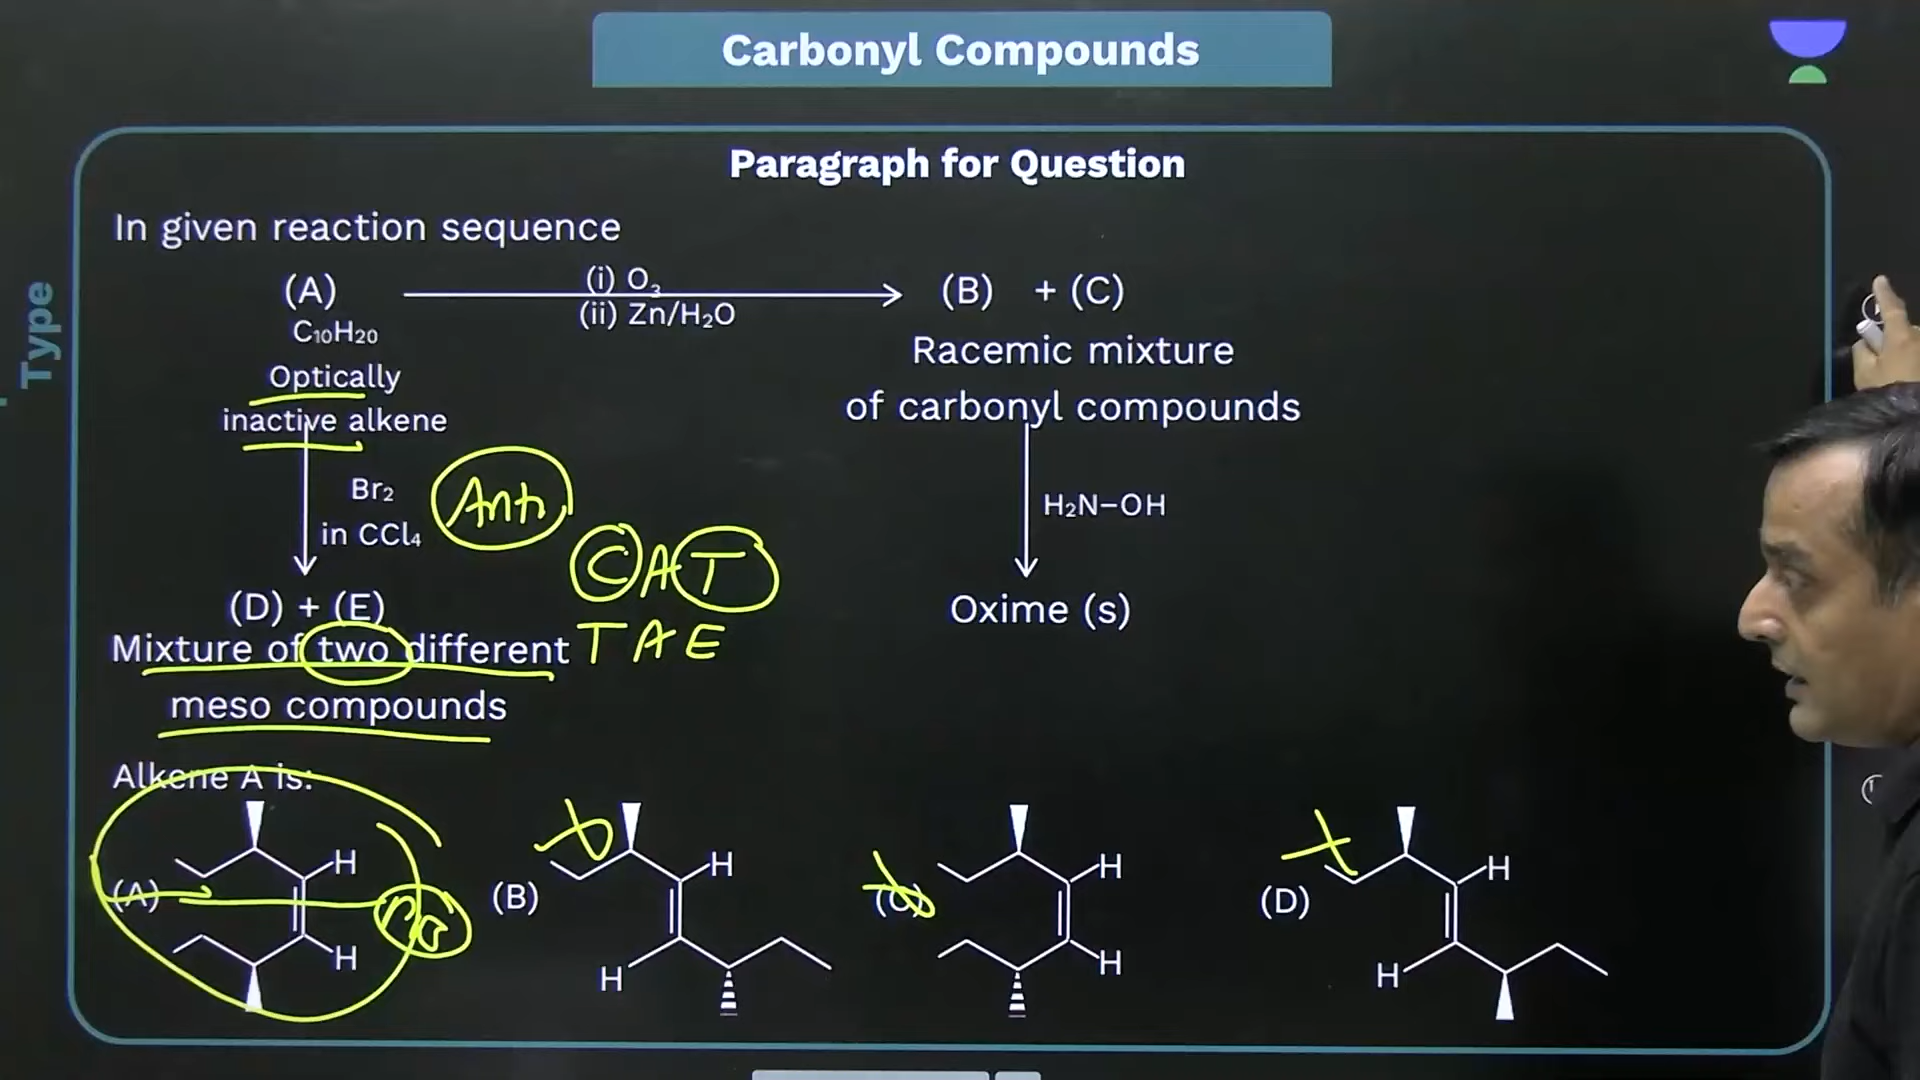 Carbonyl Compounds
Paragraph for Question
Type
In given reaction sequence
(A)
C₁₀H₂₀
Optically
inactive alkene
(i) O₃
(ii) Zn/H₂O
(B) + (C)
Racemic mixture
of carbonyl compounds
Br₂
in CCl₄
Anti
H₂N–OH
CAT
TAE
(D) + (E)
Mixture of two different
meso compounds
Oxime (s)
Alkene A is:
(A)
H
H
(B)
H
H
(C)
H
H
(D)
H
H